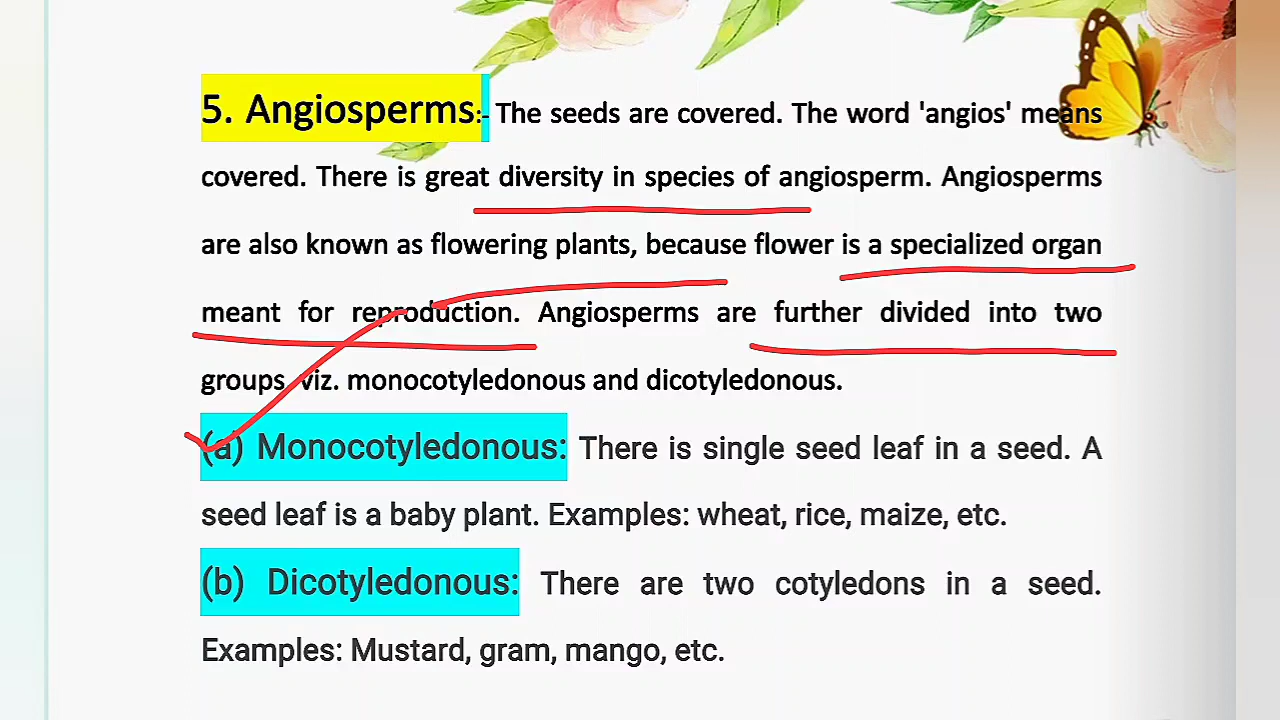 5. Angiosperms:- The seeds are covered. The word 'angios' means
covered. There is great diversity in species of angiosperm. Angiosperms
are also known as flowering plants, because flower is a specialized organ
meant for reproduction. Angiosperms are further divided into two
groups, viz. monocotyledonous and dicotyledonous.
(a) Monocotyledonous: There is single seed leaf in a seed. A
seed leaf is a baby plant. Examples: wheat, rice, maize, etc.
(b) Dicotyledonous: There are two cotyledons in a seed.
Examples: Mustard, gram, mango, etc.